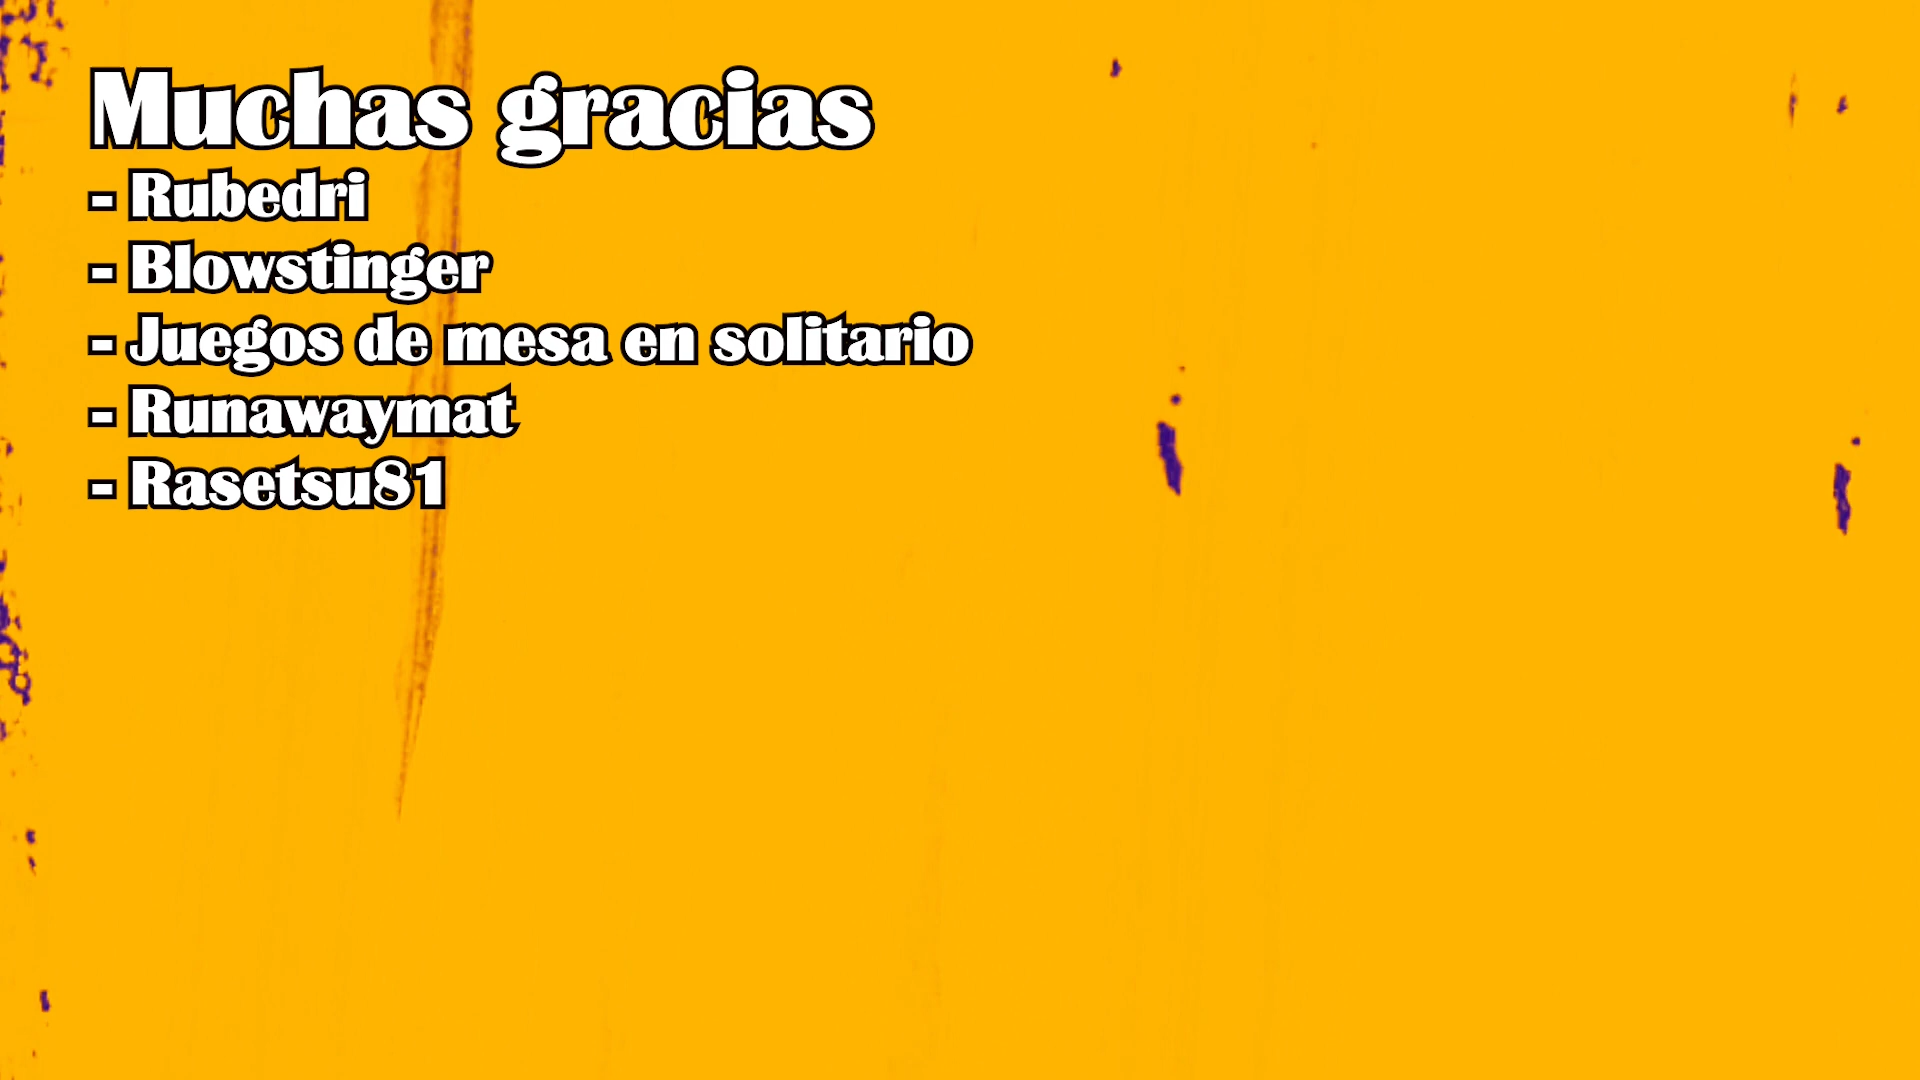 Muchas gracias
- Rubedri
- Blowstinger
- Juegos de mesa en solitario
- Runawaymat
- Rasetsu81